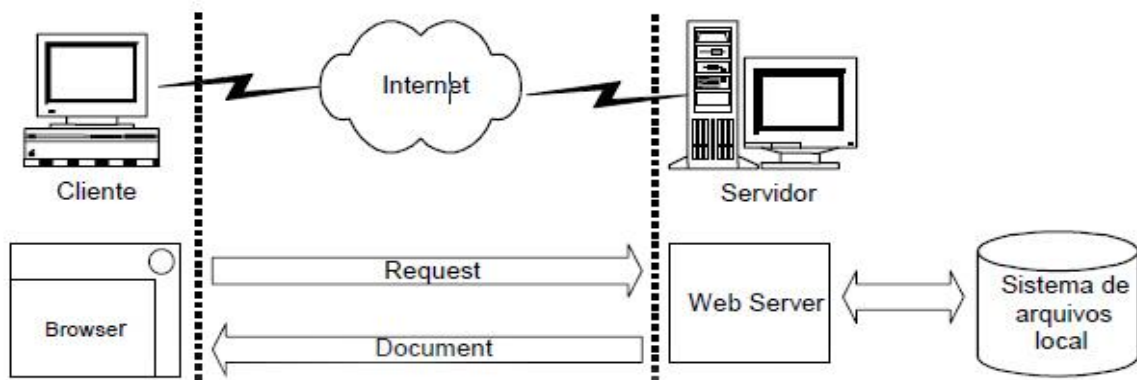 Internet
Cliente
Servidor
Request
Browser
Document
Web Server
Sistema de
arquivos
local